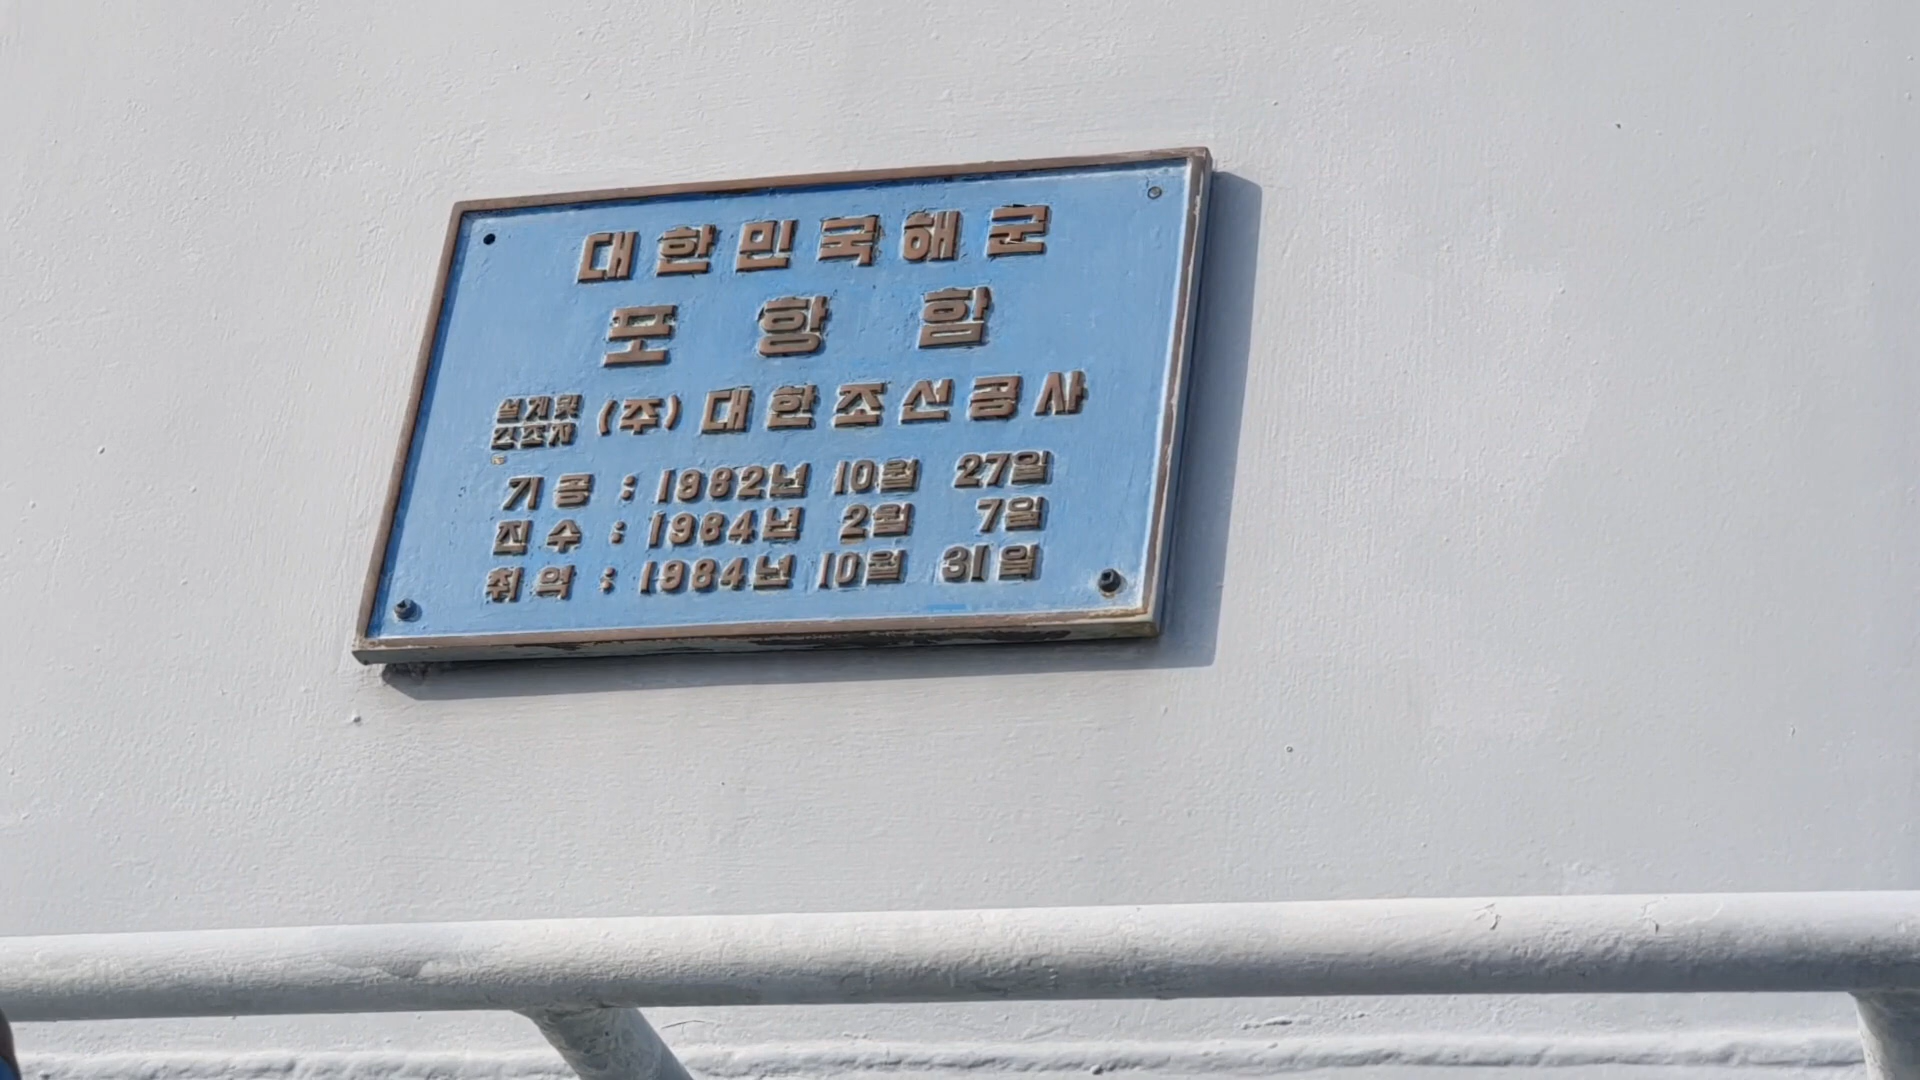 대한민국해군
포항함
설계및
건조자 (주)대한조선공사
기공 : 1982년 10월 27일
진수 : 1984년 2월 7일
취역 : 1984년 10월 31일